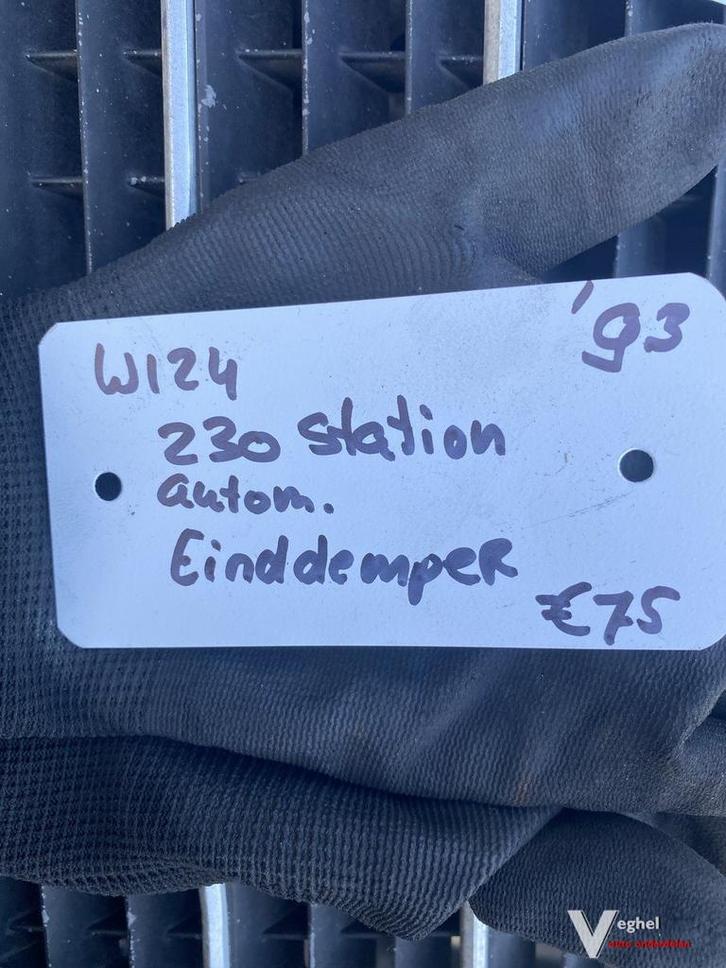 W124 '93
230 Station
autom.
EinddempeR
€75
Veghel